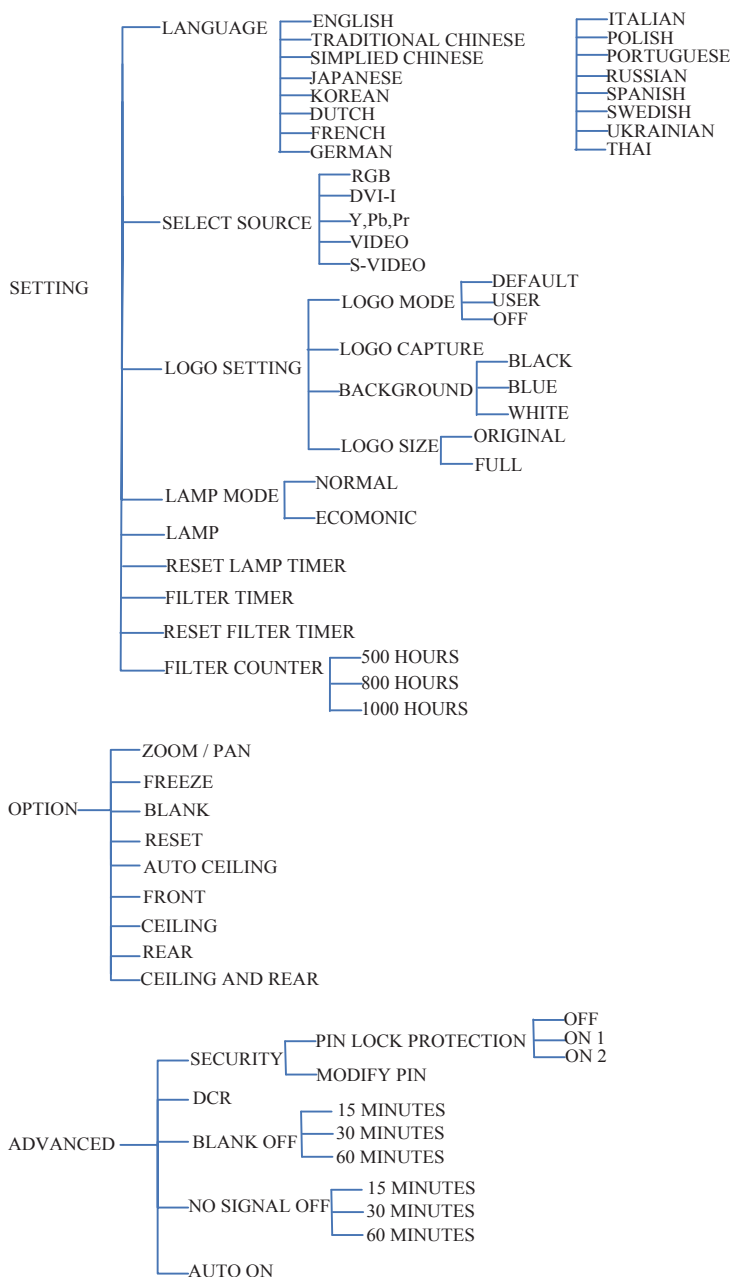 SETTING
LANGUAGE
ENGLISH
TRADITIONAL CHINESE
SIMPLIED CHINESE
JAPANESE
KOREAN
DUTCH
FRENCH
GERMAN
ITALIAN
POLISH
PORTUGUESE
RUSSIAN
SPANISH
SWEDISH
UKRAINIAN
THAI
SELECT SOURCE
RGB
DVI-I
Y,Pb,Pr
VIDEO
S-VIDEO
LOGO SETTING
LOGO MODE
DEFAULT
USER
OFF
LOGO CAPTURE
BACKGROUND
BLACK
BLUE
WHITE
LOGO SIZE
ORIGINAL
FULL
LAMP MODE
NORMAL
ECOMONIC
LAMP
RESET LAMP TIMER
FILTER TIMER
RESET FILTER TIMER
FILTER COUNTER
500 HOURS
800 HOURS
1000 HOURS
OPTION
ZOOM / PAN
FREEZE
BLANK
RESET
AUTO CEILING
FRONT
CEILING
REAR
CEILING AND REAR
ADVANCED
SECURITY
PIN LOCK PROTECTION
OFF
ON 1
ON 2
MODIFY PIN
DCR
BLANK OFF
15 MINUTES
30 MINUTES
60 MINUTES
NO SIGNAL OFF
15 MINUTES
30 MINUTES
60 MINUTES
AUTO ON